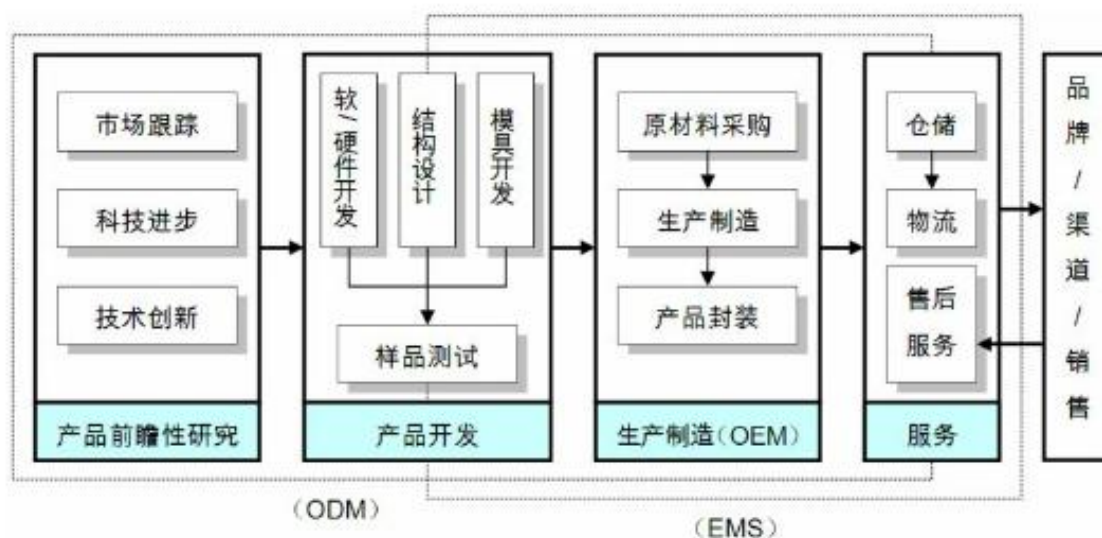 市场跟踪
科技进步
技术创新
产品前瞻性研究
软/硬件开发
结构设计
模具开发
样品测试
产品开发
原材料采购
生产制造
产品封装
生产制造（OEM）
仓储
物流
售后
服务
服务
品牌/渠道/销售
（ODM）
（EMS）